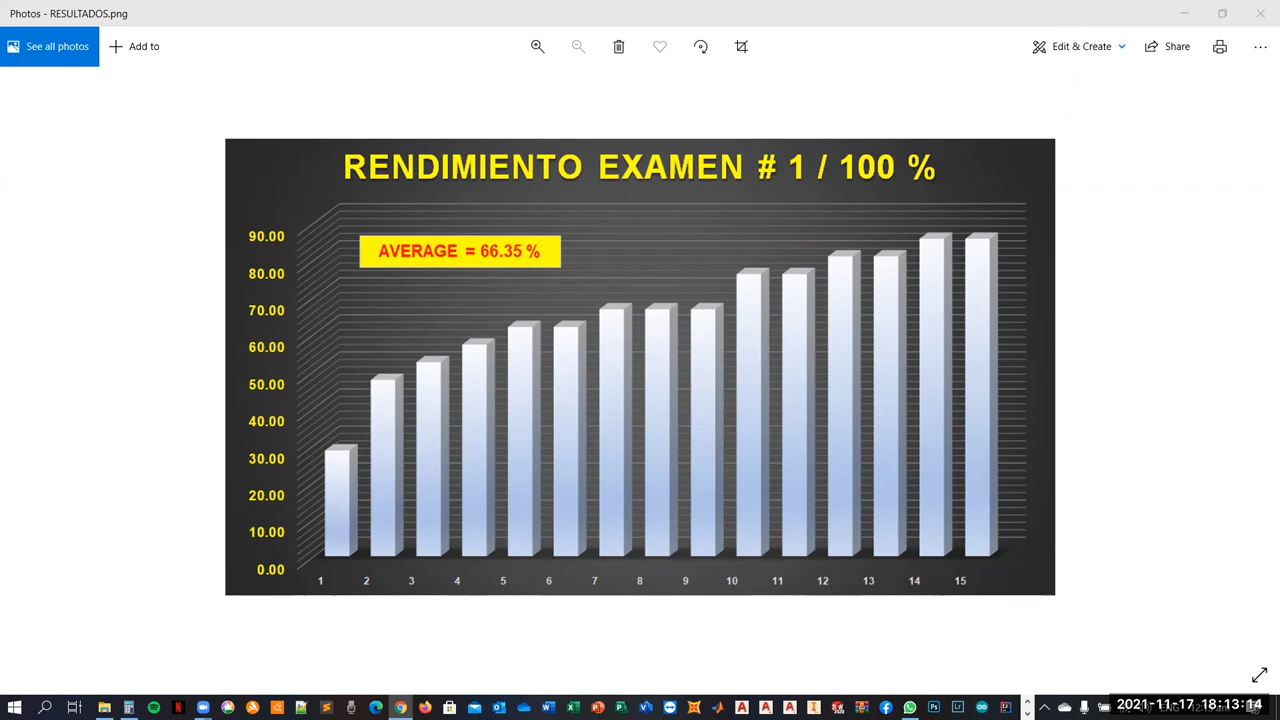 Photos - RESULTADOS.png
See all photos
Add to
Edit & Create
Share
RENDIMIENTO EXAMEN # 1 / 100 %
AVERAGE = 66.35 %
90.00
80.00
70.00
60.00
50.00
40.00
30.00
20.00
10.00
0.00
1 2 3 4 5 6 7 8 9 10 11 12 13 14 15
2021-11-17 18:13:14